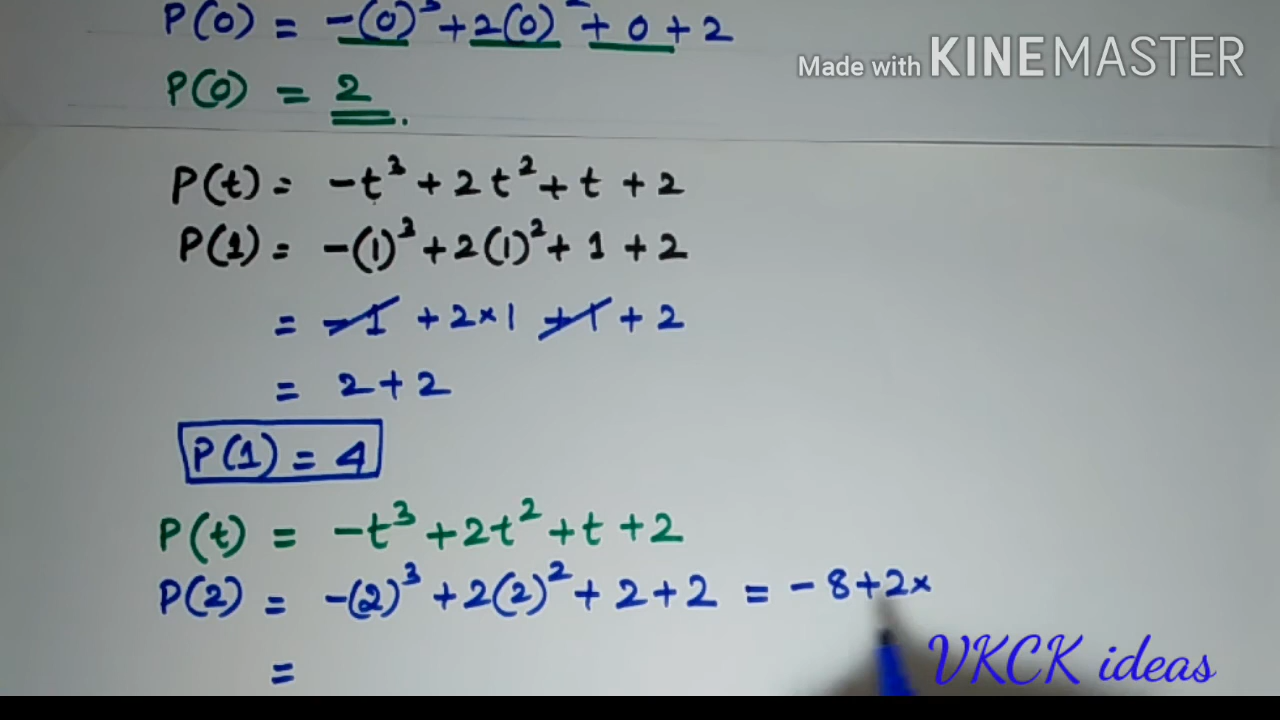 P(0) = -(0)³ + 2(0)² + 0 + 2
Made with KINEMASTER
P(0) = 2.
P(t) = -t³ + 2t² + t + 2
P(1) = -(1)³ + 2(1)² + 1 + 2
= -1 + 2×1 + 1 + 2
= 2 + 2
P(1) = 4
P(t) = -t³ + 2t² + t + 2
P(2) = -(2)³ + 2(2)² + 2 + 2 = -8 + 2×
=
VKCK ideas